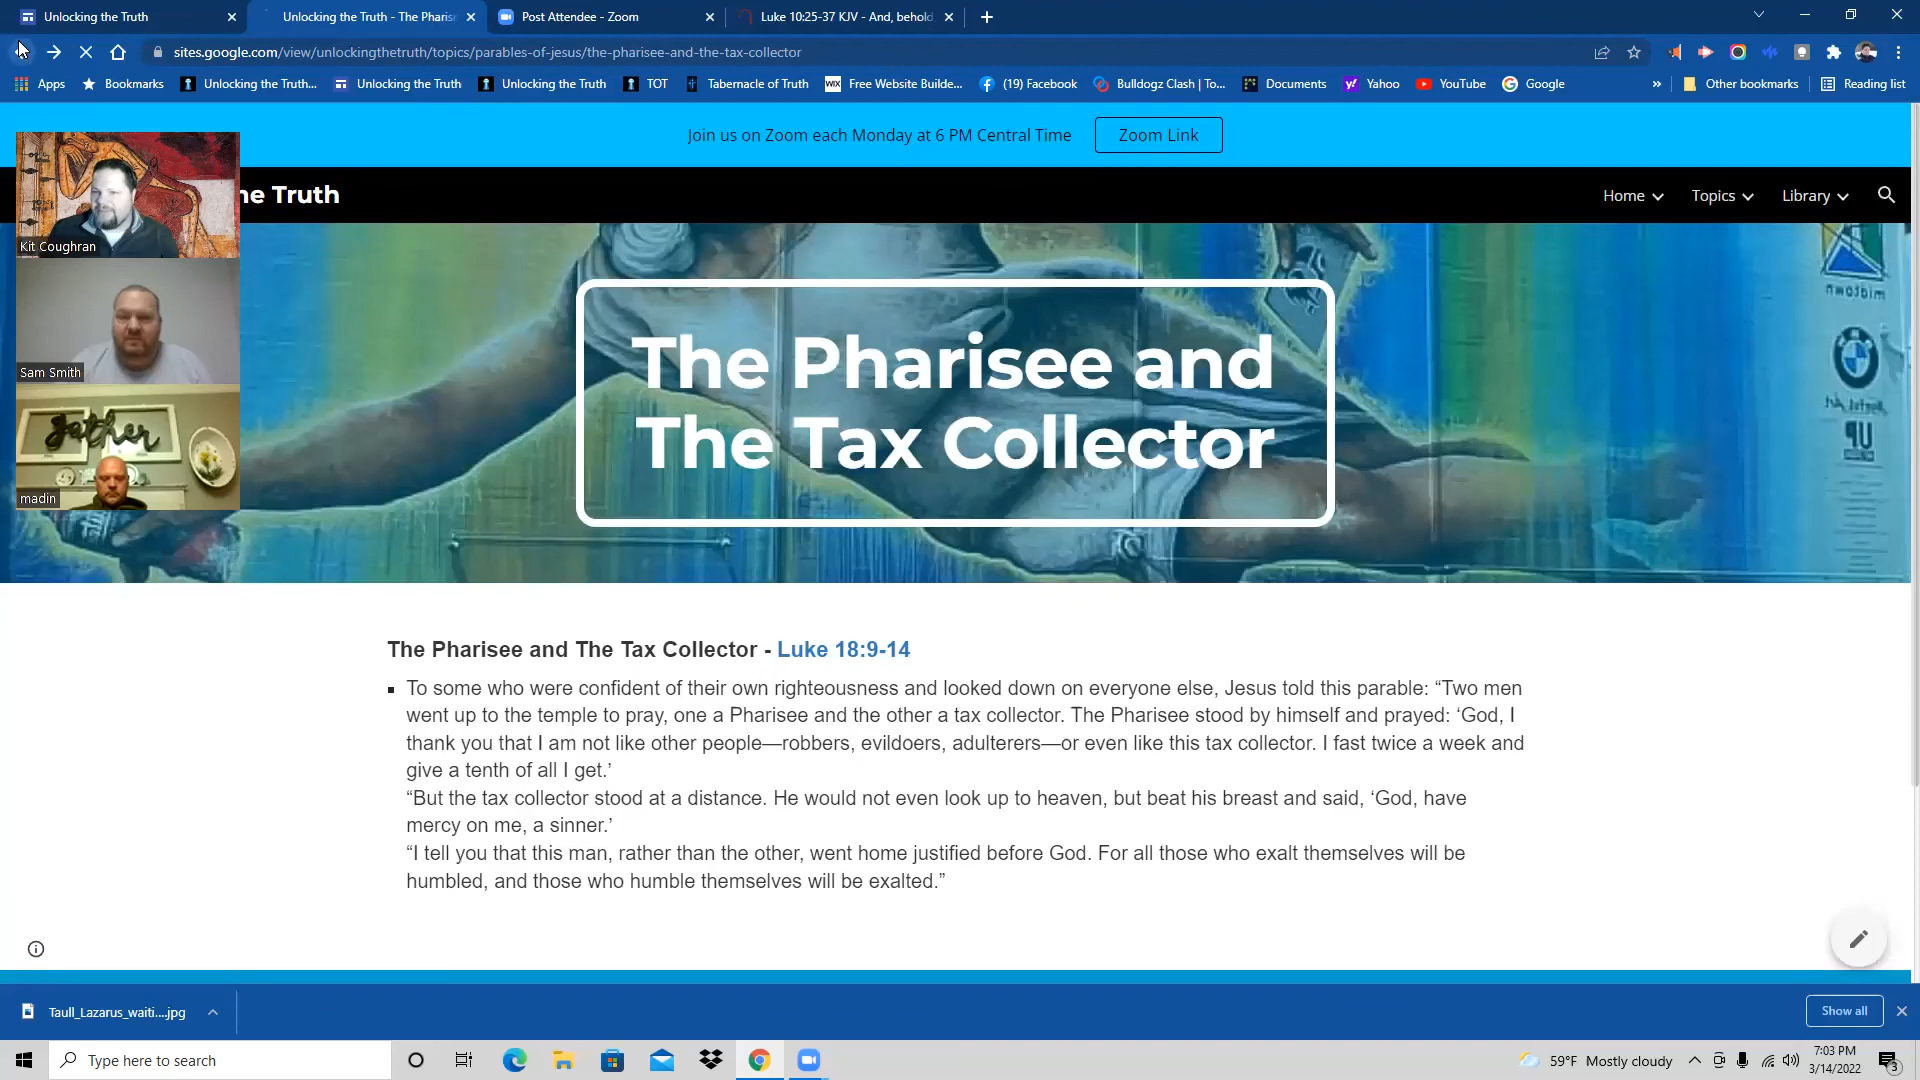 Unlocking the Truth
Unlocking the Truth - The Pharise
Post Attendee - Zoom
Luke 10:25-37 KJV - And, behold,
sites.google.com/view/unlockingthetruth/topics/parables-of-jesus/the-pharisee-and-the-tax-collector
Apps
Bookmarks
Unlocking the Truth...
Unlocking the Truth
Unlocking the Truth
TOT
Tabernacle of Truth
WIX
Free Website Builde...
(19) Facebook
Bulldogz Clash | To...
Documents
Yahoo
YouTube
Google
Other bookmarks
Reading list
Join us on Zoom each Monday at 6 PM Central Time
Zoom Link
he Truth
Home
Topics
Library
Kit Coughran
Sam Smith
gather
madin
midtown
UP
The Pharisee and
The Tax Collector
The Pharisee and The Tax Collector - Luke 18:9-14
To some who were confident of their own righteousness and looked down on everyone else, Jesus told this parable: “Two men
went up to the temple to pray, one a Pharisee and the other a tax collector. The Pharisee stood by himself and prayed: ‘God, I
thank you that I am not like other people—robbers, evildoers, adulterers—or even like this tax collector. I fast twice a week and
give a tenth of all I get.’
“But the tax collector stood at a distance. He would not even look up to heaven, but beat his breast and said, ‘God, have
mercy on me, a sinner.’
“I tell you that this man, rather than the other, went home justified before God. For all those who exalt themselves will be
humbled, and those who humble themselves will be exalted.”
Taull_Lazarus_waiti....jpg
Show all
Type here to search
59°F Mostly cloudy
7:03 PM
3/14/2022
3